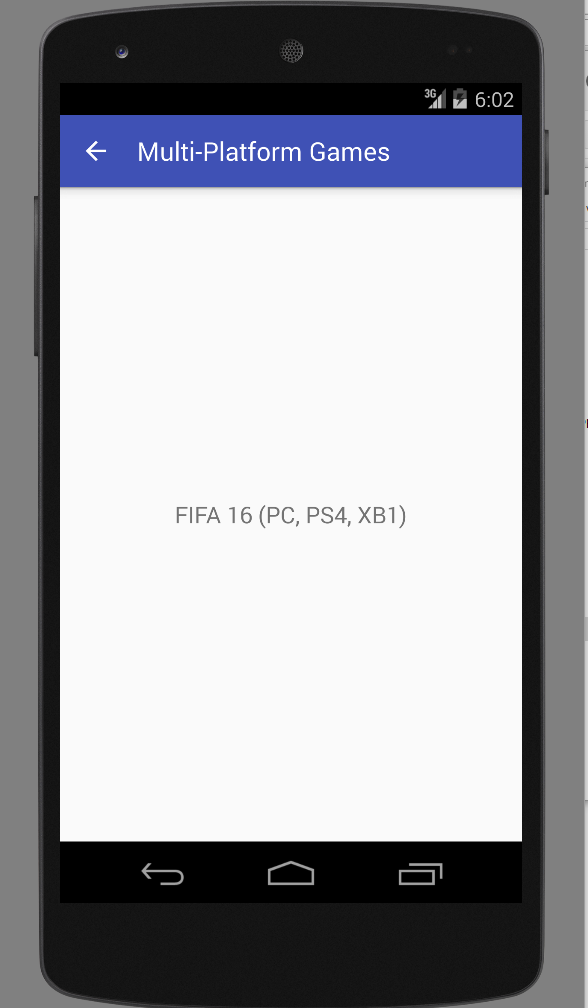 3G 6:02
Multi-Platform Games
FIFA 16 (PC, PS4, XB1)